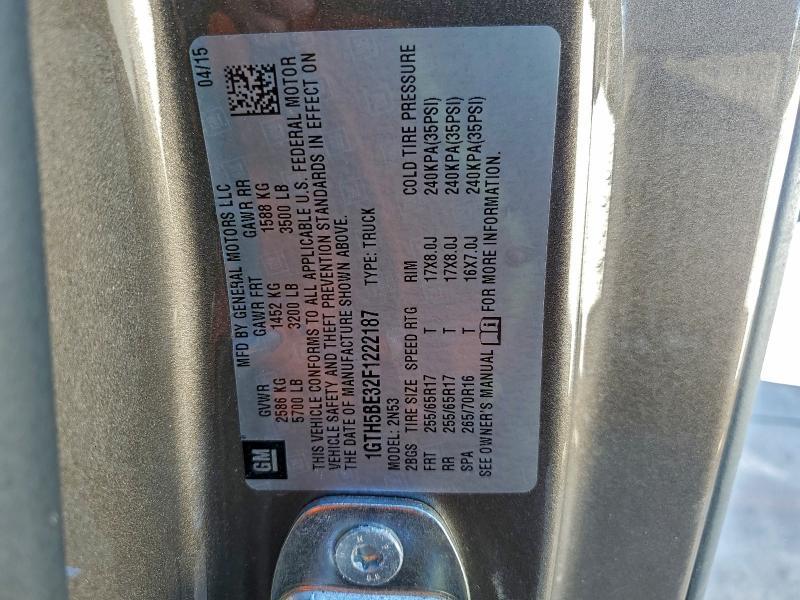 GM
MFD BY GENERAL MOTORS LLC
04/15
GVWR GAWR FRT GAWR RR
2586 KG 1452 KG 1588 KG
5700 LB 3200 LB 3500 LB
THIS VEHICLE CONFORMS TO ALL APPLICABLE U.S. FEDERAL MOTOR
VEHICLE SAFETY AND THEFT PREVENTION STANDARDS IN EFFECT ON
THE DATE OF MANUFACTURE SHOWN ABOVE.
1GTH5BE32F1222187 TYPE: TRUCK
MODEL: 2N53
2BGS TIRE SIZE SPEED RTG RIM COLD TIRE PRESSURE
FRT 255/65R17 T 17X8.0J 240KPA(35PSI)
RR 255/65R17 T 17X8.0J 240KPA(35PSI)
SPA 265/70R16 T 16X7.0J 240KPA(35PSI)
SEE OWNER'S MANUAL FOR MORE INFORMATION.